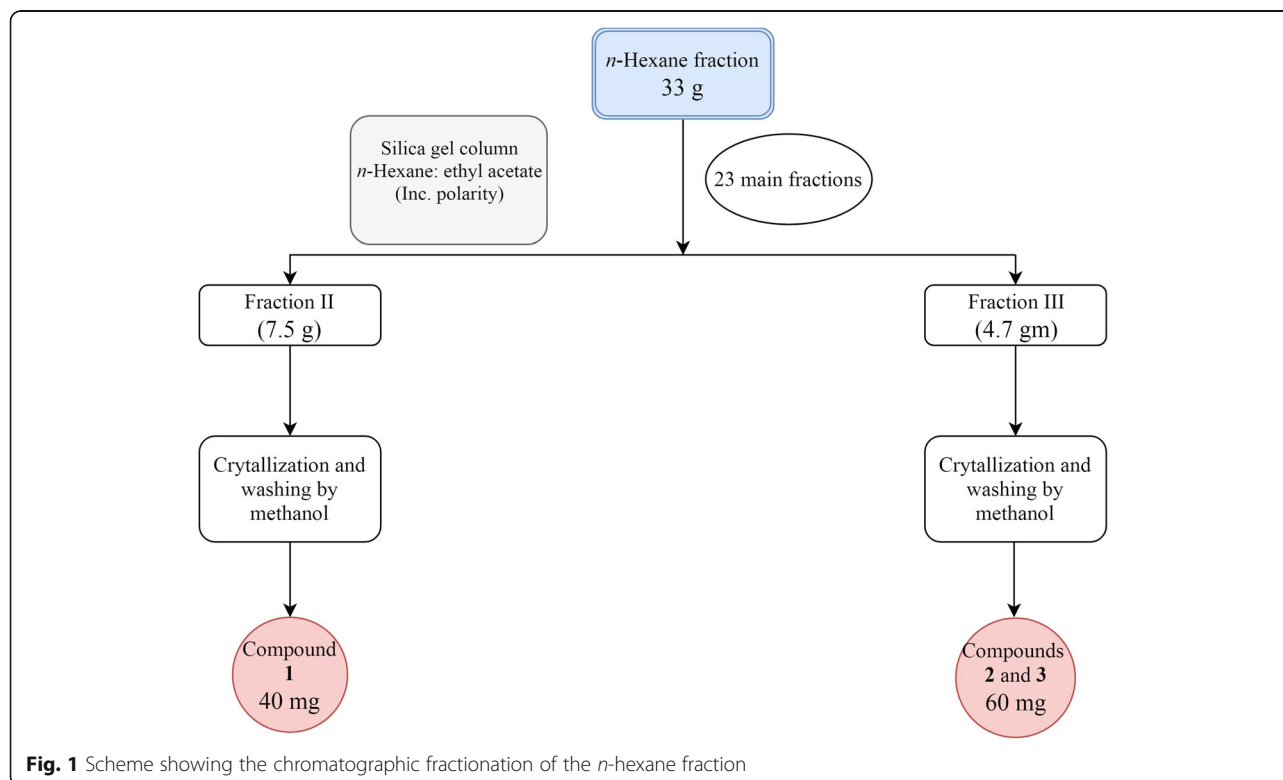 n-Hexane fraction
33 g
Silica gel column
n-Hexane: ethyl acetate
(Inc. polarity)
23 main fractions
Fraction II
(7.5 g)
Fraction III
(4.7 gm)
Crytallization and
washing by
methanol
Crytallization and
washing by
methanol
Compound
1
40 mg
Compounds
2 and 3
60 mg
Fig. 1 Scheme showing the chromatographic fractionation of the n-hexane fraction